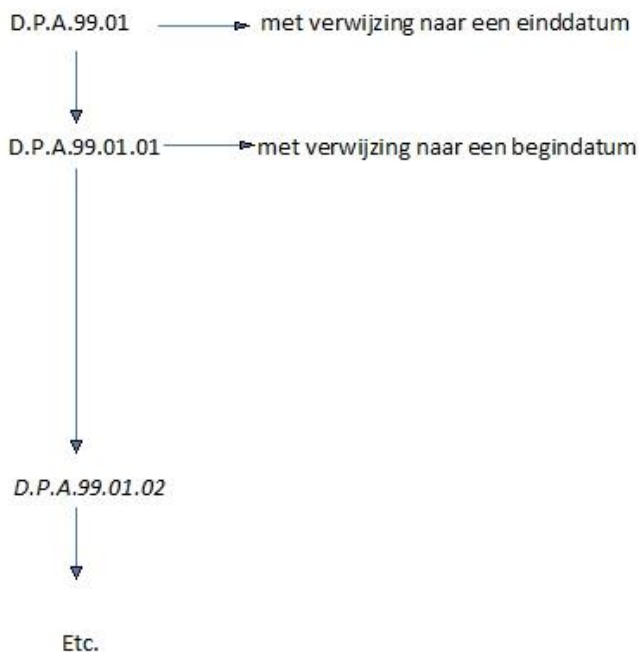 D.P.A.99.01 met verwijzing naar een einddatum
D.P.A.99.01.01 met verwijzing naar een begindatum
D.P.A.99.01.02
Etc.